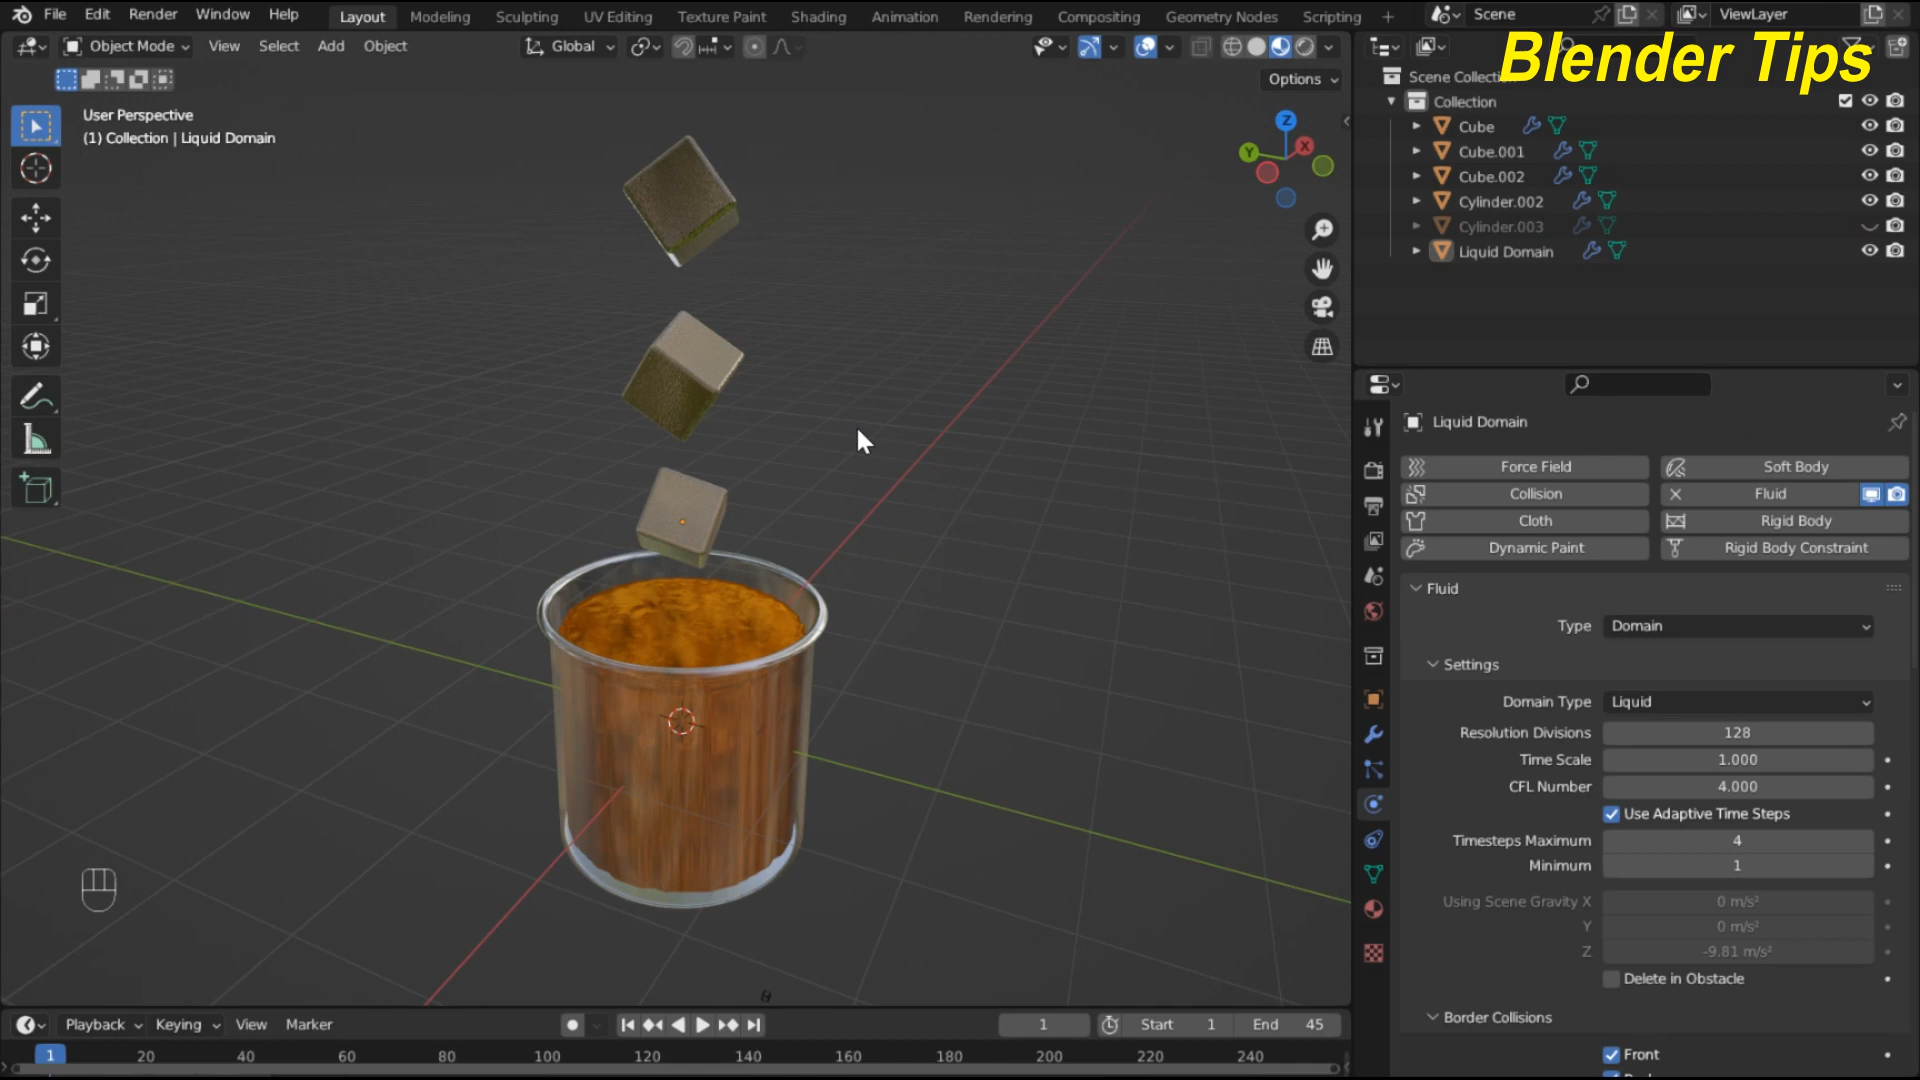 File Edit Render Window Help Layout Modeling Sculpting UV Editing Texture Paint Shading Animation Rendering Compositing Geometry Nodes Scripting + Scene ViewLayer
Object Mode View Select Add Object Global
Blender Tips
Options
User Perspective
(1) Collection | Liquid Domain
Z
Y
X
Scene Collectio
Collection
Cube
Cube.001
Cube.002
Cylinder.002
Cylinder.003
Liquid Domain
Liquid Domain
Force Field Soft Body
Collision Fluid
Cloth Rigid Body
Dynamic Paint Rigid Body Constraint
Fluid
Type Domain
Settings
Domain Type Liquid
Resolution Divisions 128
Time Scale 1.000
CFL Number 4.000
Use Adaptive Time Steps
Timesteps Maximum 4
Minimum 1
Using Scene Gravity X 0 m/s²
Y 0 m/s²
Z -9.81 m/s²
Delete in Obstacle
Border Collisions
Front
Playback Keying View Marker 1 Start 1 End 45
1 20 40 60 80 100 120 140 160 180 200 220 240